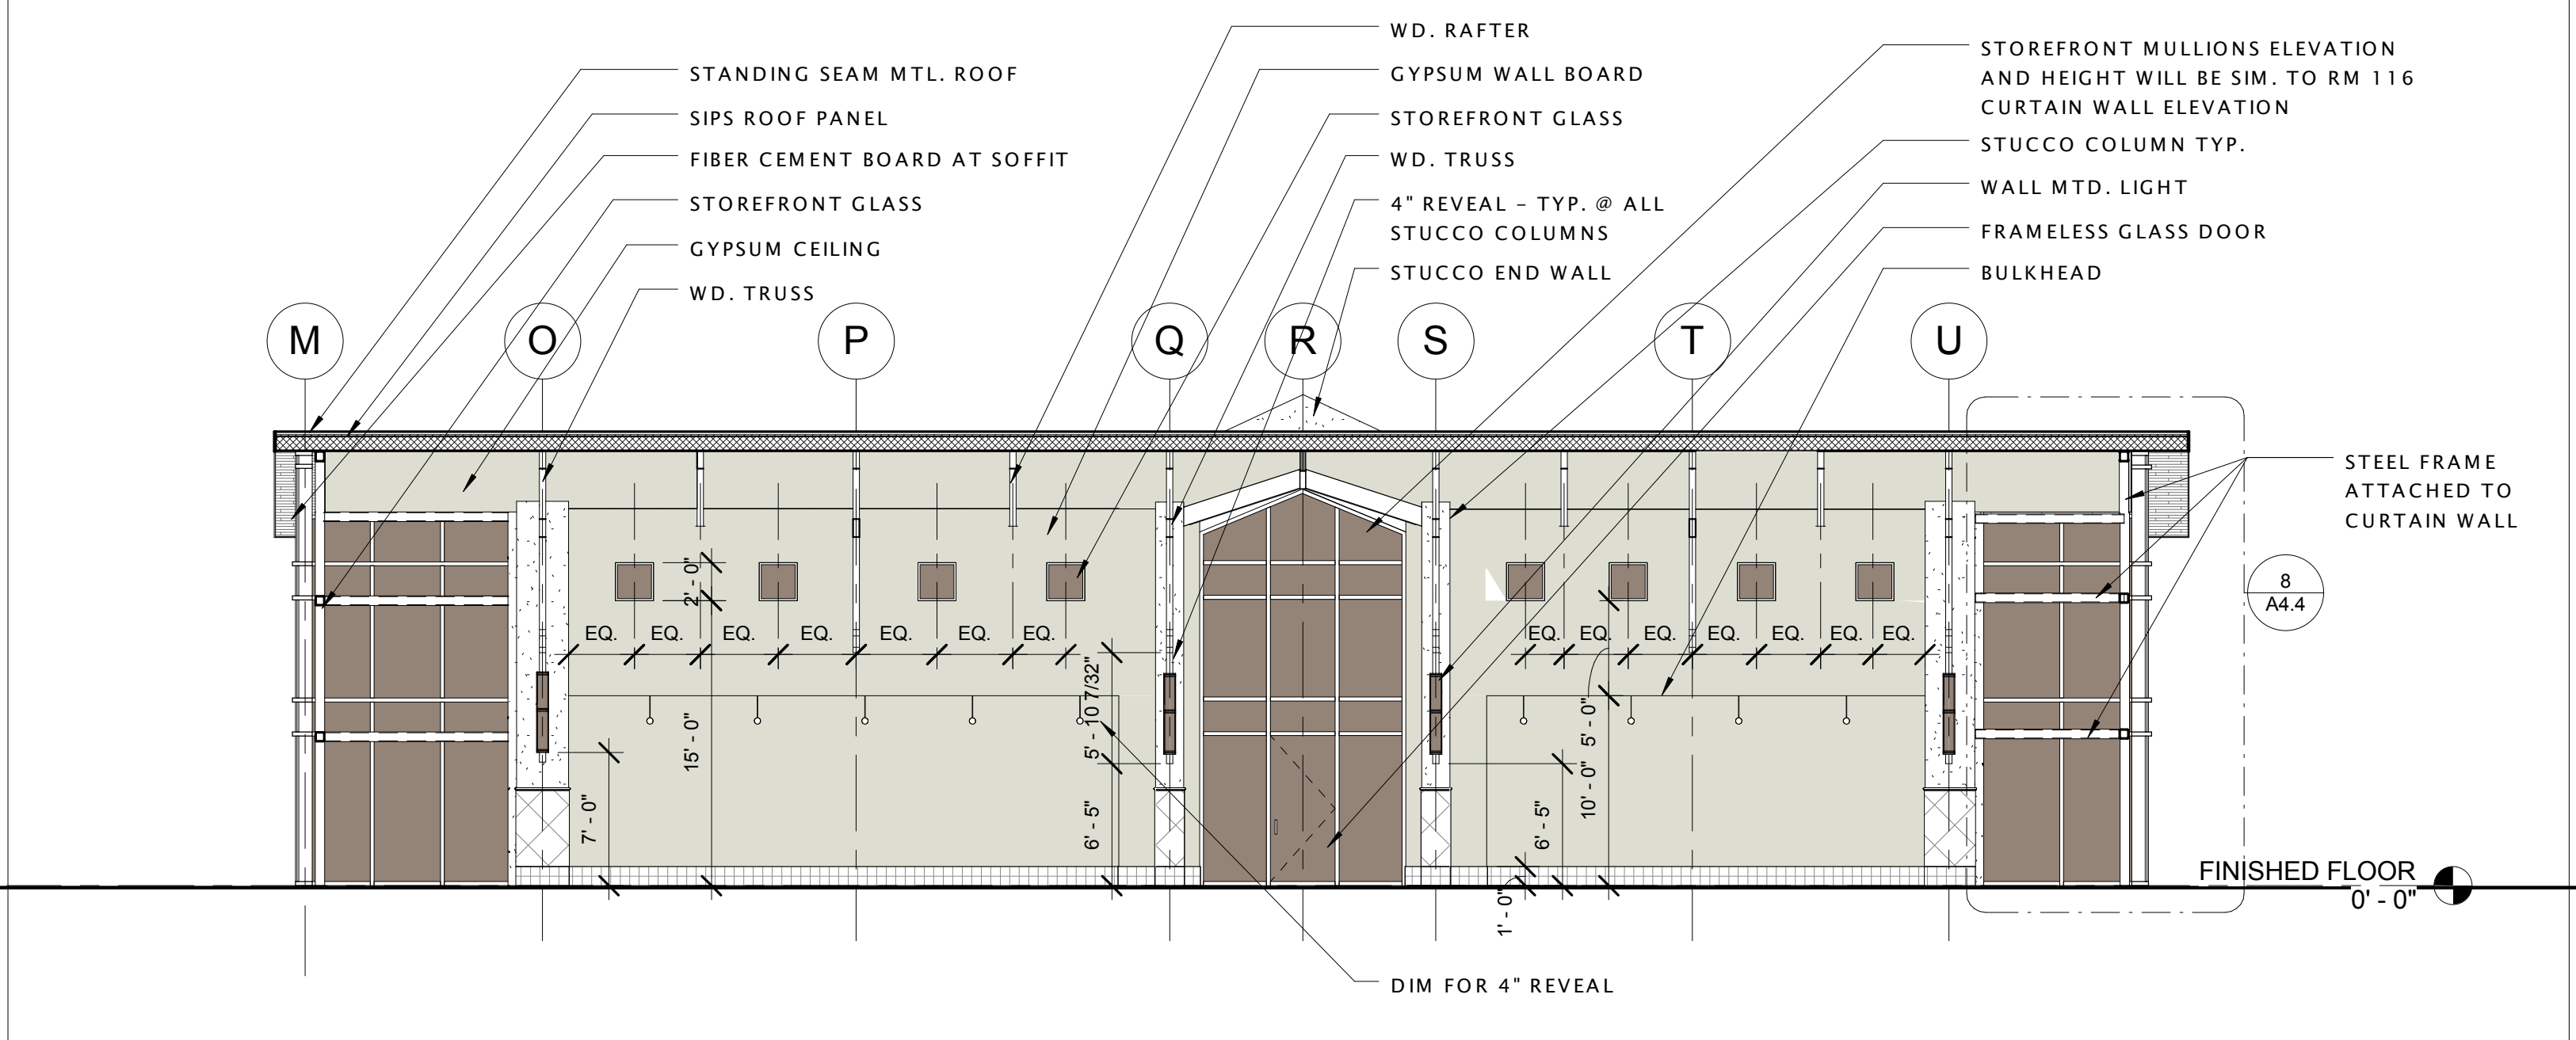 WD. RAFTER
GYPSUM WALL BOARD
STOREFRONT GLASS
WD. TRUSS
4" REVEAL – TYP. @ ALL
STUCCO COLUMNS
STUCCO END WALL
STANDING SEAM MTL. ROOF
SIPS ROOF PANEL
FIBER CEMENT BOARD AT SOFFIT
STOREFRONT GLASS
GYPSUM CEILING
WD. TRUSS
STOREFRONT MULLIONS ELEVATION
AND HEIGHT WILL BE SIM. TO RM 116
CURTAIN WALL ELEVATION
STUCCO COLUMN TYP.
WALL MTD. LIGHT
FRAMELESS GLASS DOOR
BULKHEAD
M
O
P
Q
R
S
T
U
STEEL FRAME
ATTACHED TO
CURTAIN WALL
8
A4.4
2' - 0"
EQ.
EQ.
EQ.
EQ.
EQ.
EQ.
EQ.
EQ.
EQ.
EQ.
EQ.
EQ.
EQ.
EQ.
5' - 10 7/32"
15' - 0"
5' - 0"
7' - 0"
6' - 5"
6' - 5"
10' - 0"
1' - 0"
FINISHED FLOOR
0' - 0"
DIM FOR 4" REVEAL